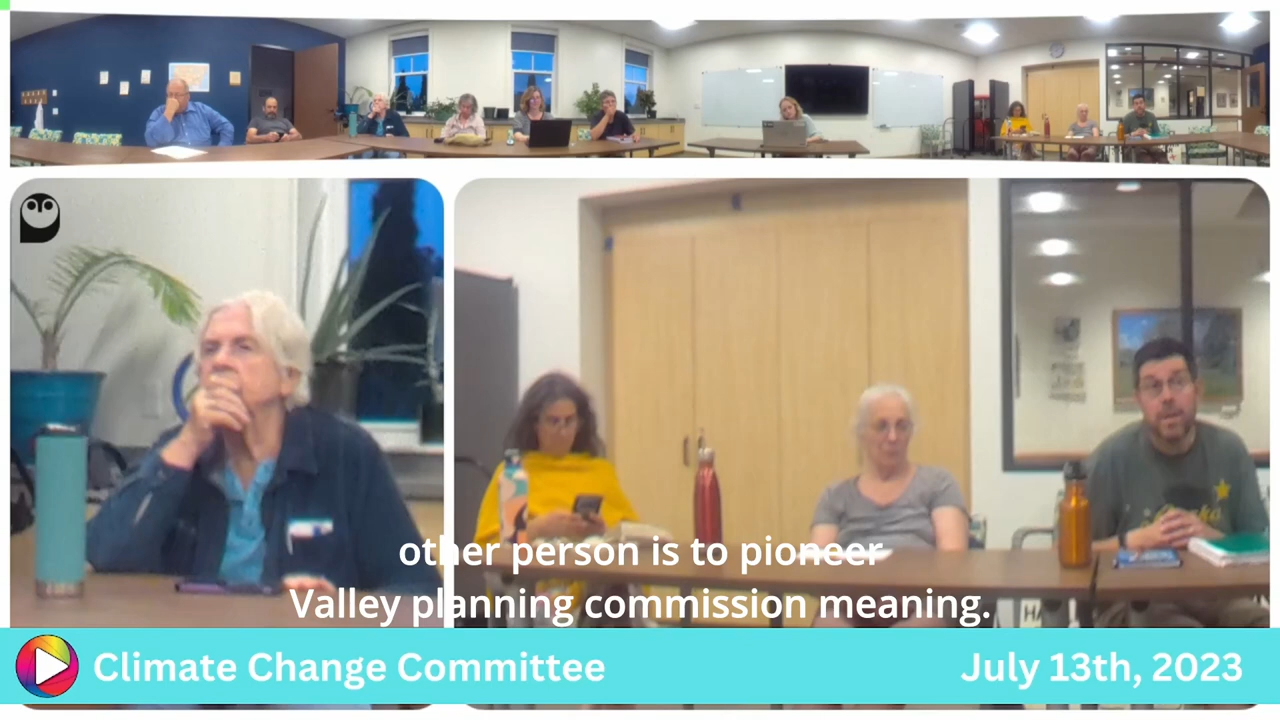 other person is to pioneer
Valley planning commission meaning.
Climate Change Committee
July 13th, 2023